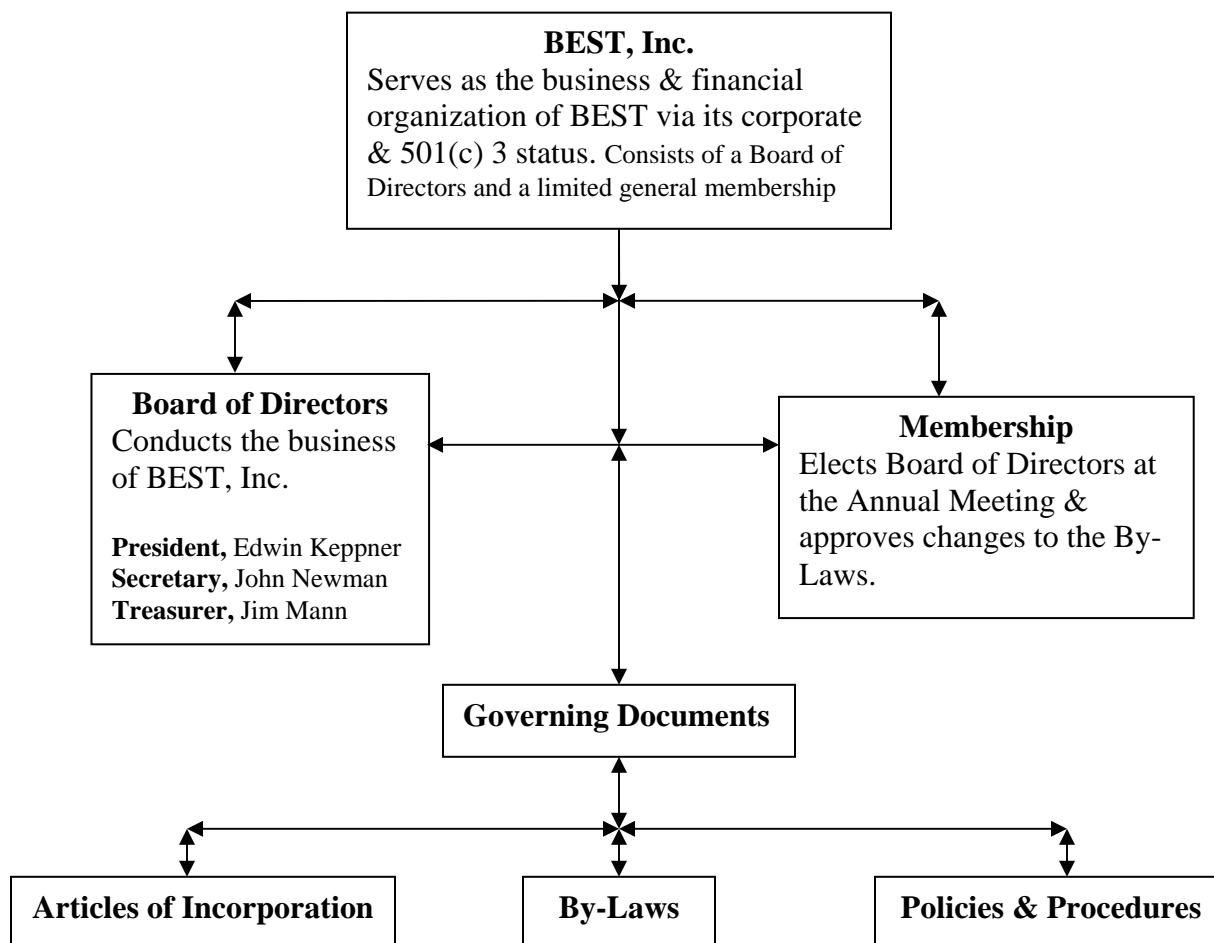 BEST, Inc.
Serves as the business & financial
organization of BEST via its corporate
& 501(c) 3 status. Consists of a Board of
Directors and a limited general membership
Board of Directors
Conducts the business
of BEST, Inc.
President, Edwin Keppner
Secretary, John Newman
Treasurer, Jim Mann
Membership
Elects Board of Directors at
the Annual Meeting &
approves changes to the By-
Laws.
Governing Documents
Articles of Incorporation
By-Laws
Policies & Procedures